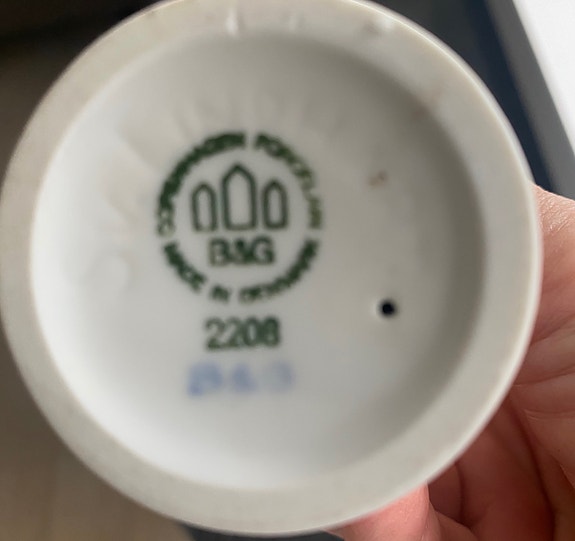 COPENHAGEN PORCELAIN
B&G
MADE IN DENMARK
2208
B&G